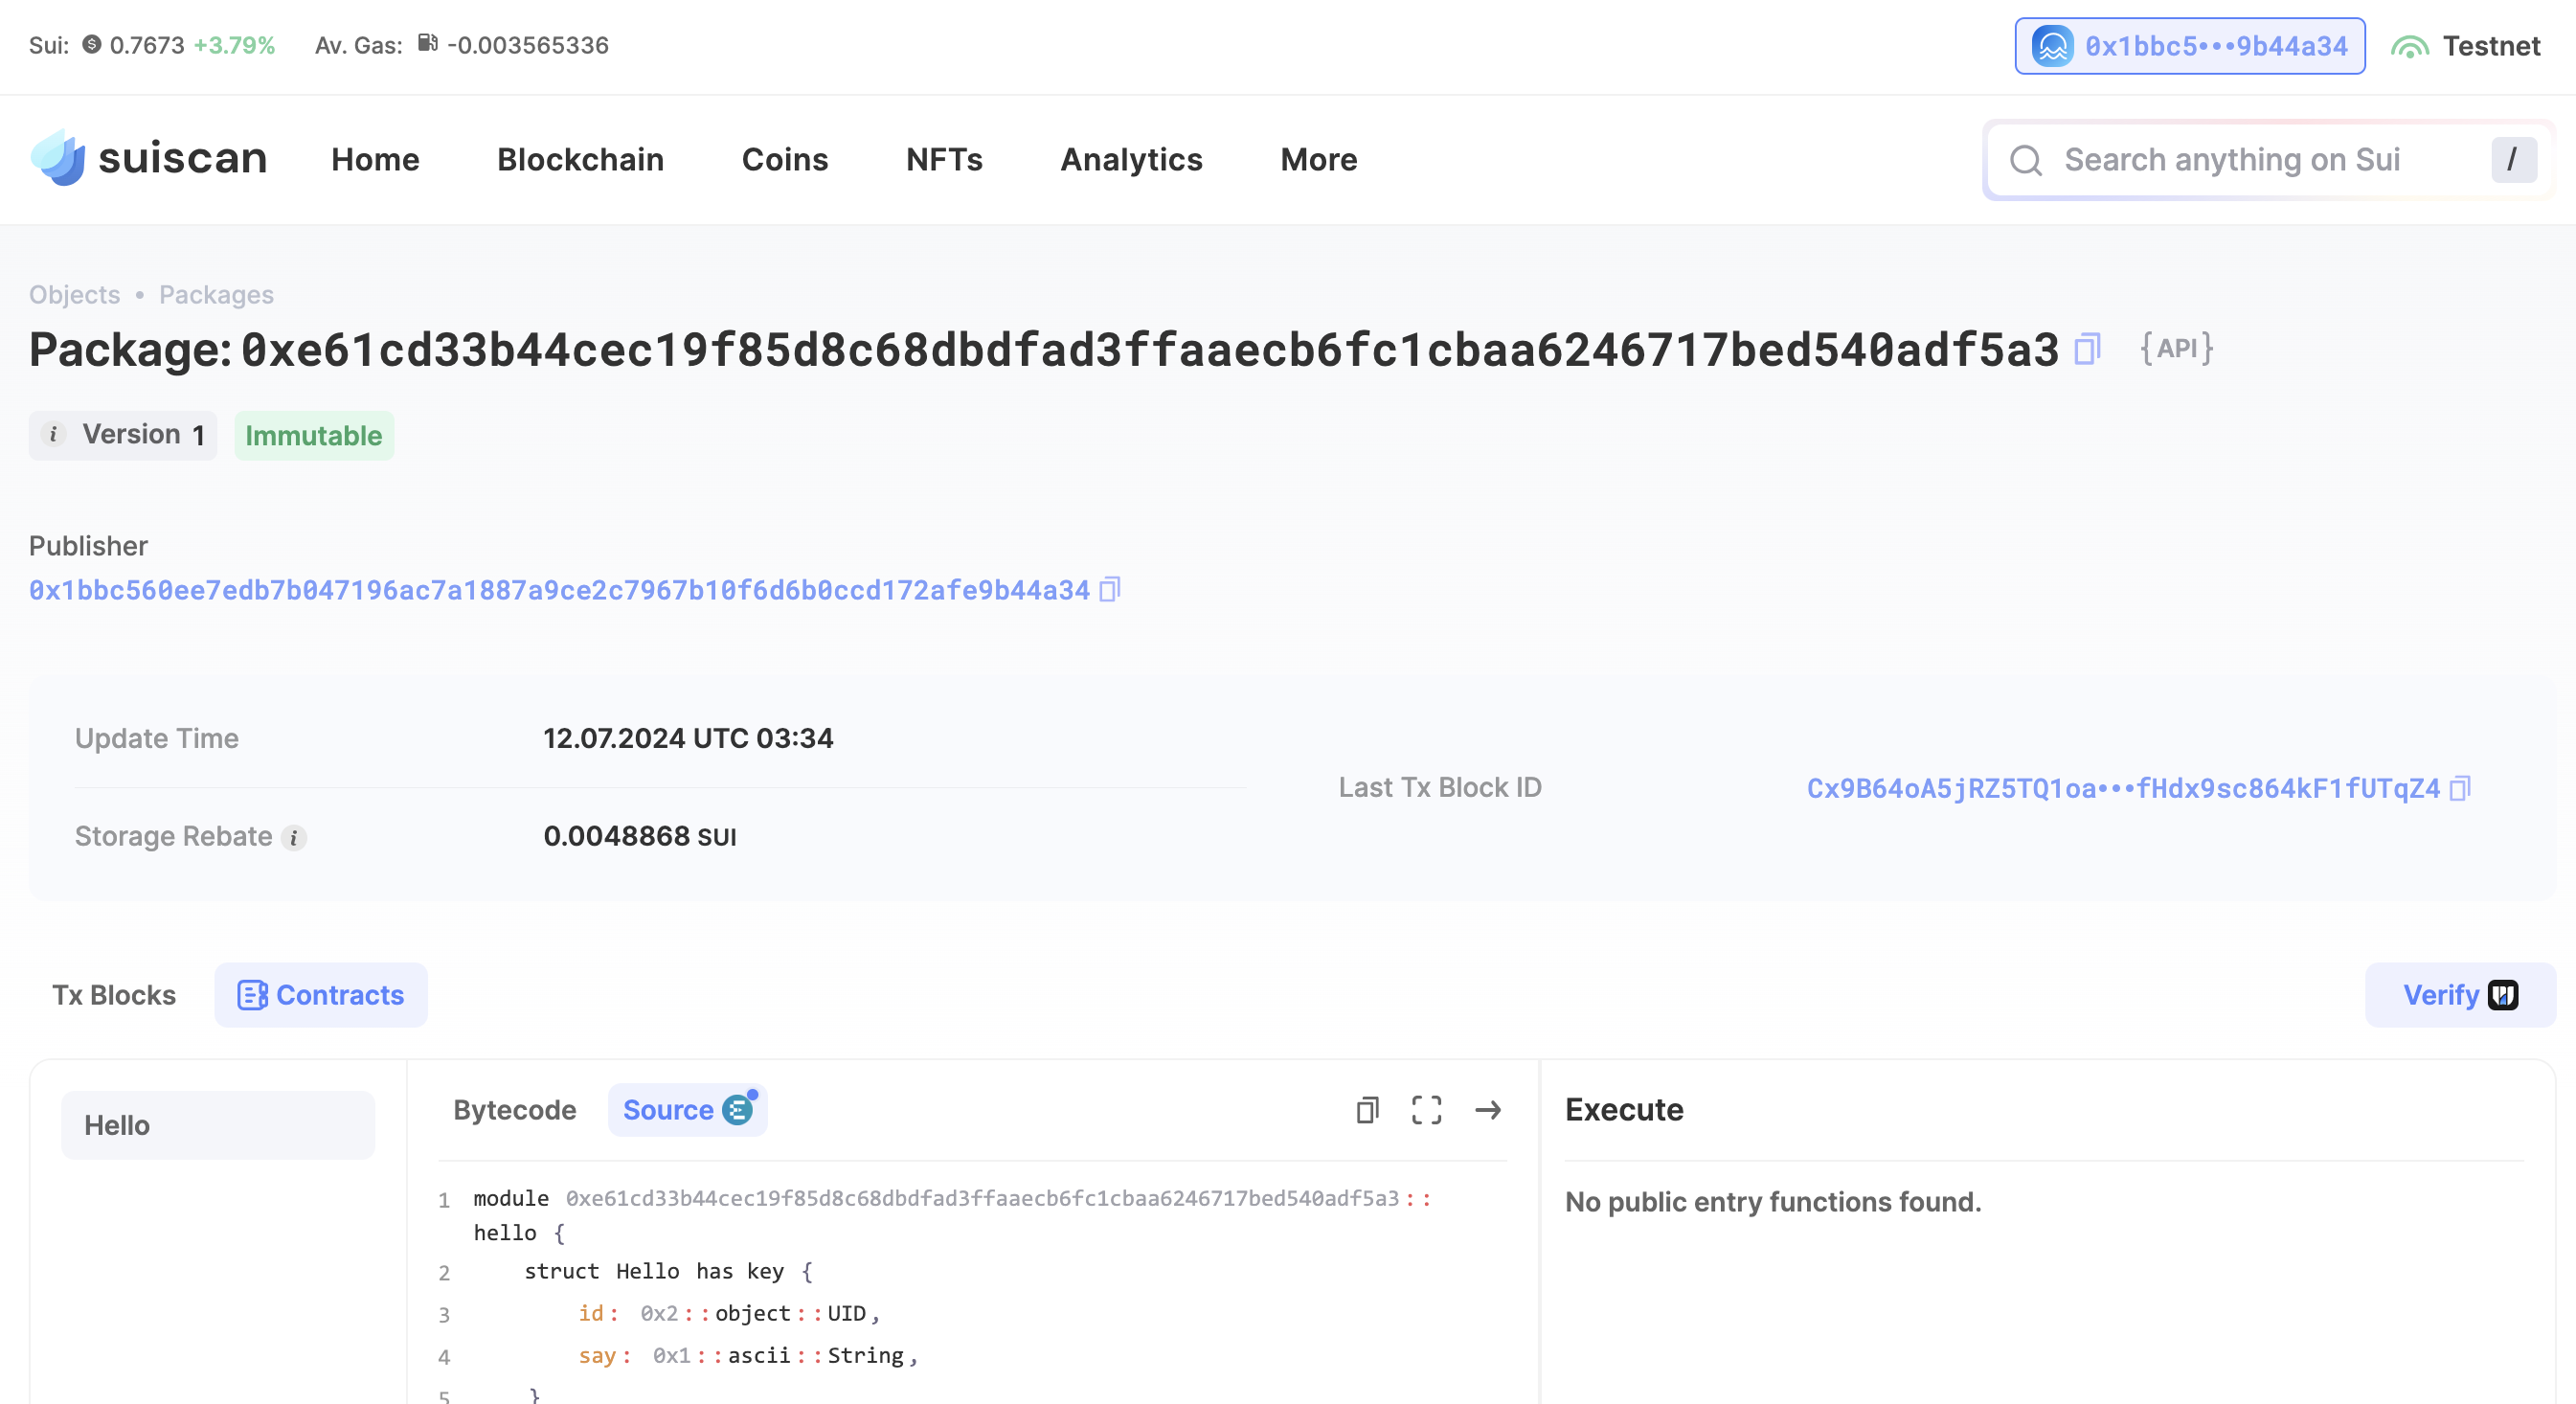 Sui: 0.7673 +3.79% Av. Gas: -0.003565336
0x1bbc5•••9b44a34 Testnet
suiscan Home Blockchain Coins NFTs Analytics More Search anything on Sui /
Objects • Packages
Package: 0xe61cd33b44cec19f85d8c68dbdfad3ffaaecb6fc1cbaa6246717bed540adf5a3 {API}
i Version 1 Immutable
Publisher
0x1bbc560ee7edb7b047196ac7a1887a9ce2c7967b10f6d6b0ccd172afe9b44a34
Update Time 12.07.2024 UTC 03:34
Last Tx Block ID Cx9B64oA5jRZ5TQ1oa•••fHdx9sc864kF1fUTqZ4
Storage Rebate i 0.0048868 SUI
Tx Blocks Contracts Verify
Hello
Bytecode Source
Execute
No public entry functions found.
1 module 0xe61cd33b44cec19f85d8c68dbdfad3ffaaecb6fc1cbaa6246717bed540adf5a3::
hello {
2 struct Hello has key {
3 id: 0x2::object::UID,
4 say: 0x1::ascii::String,
5 }